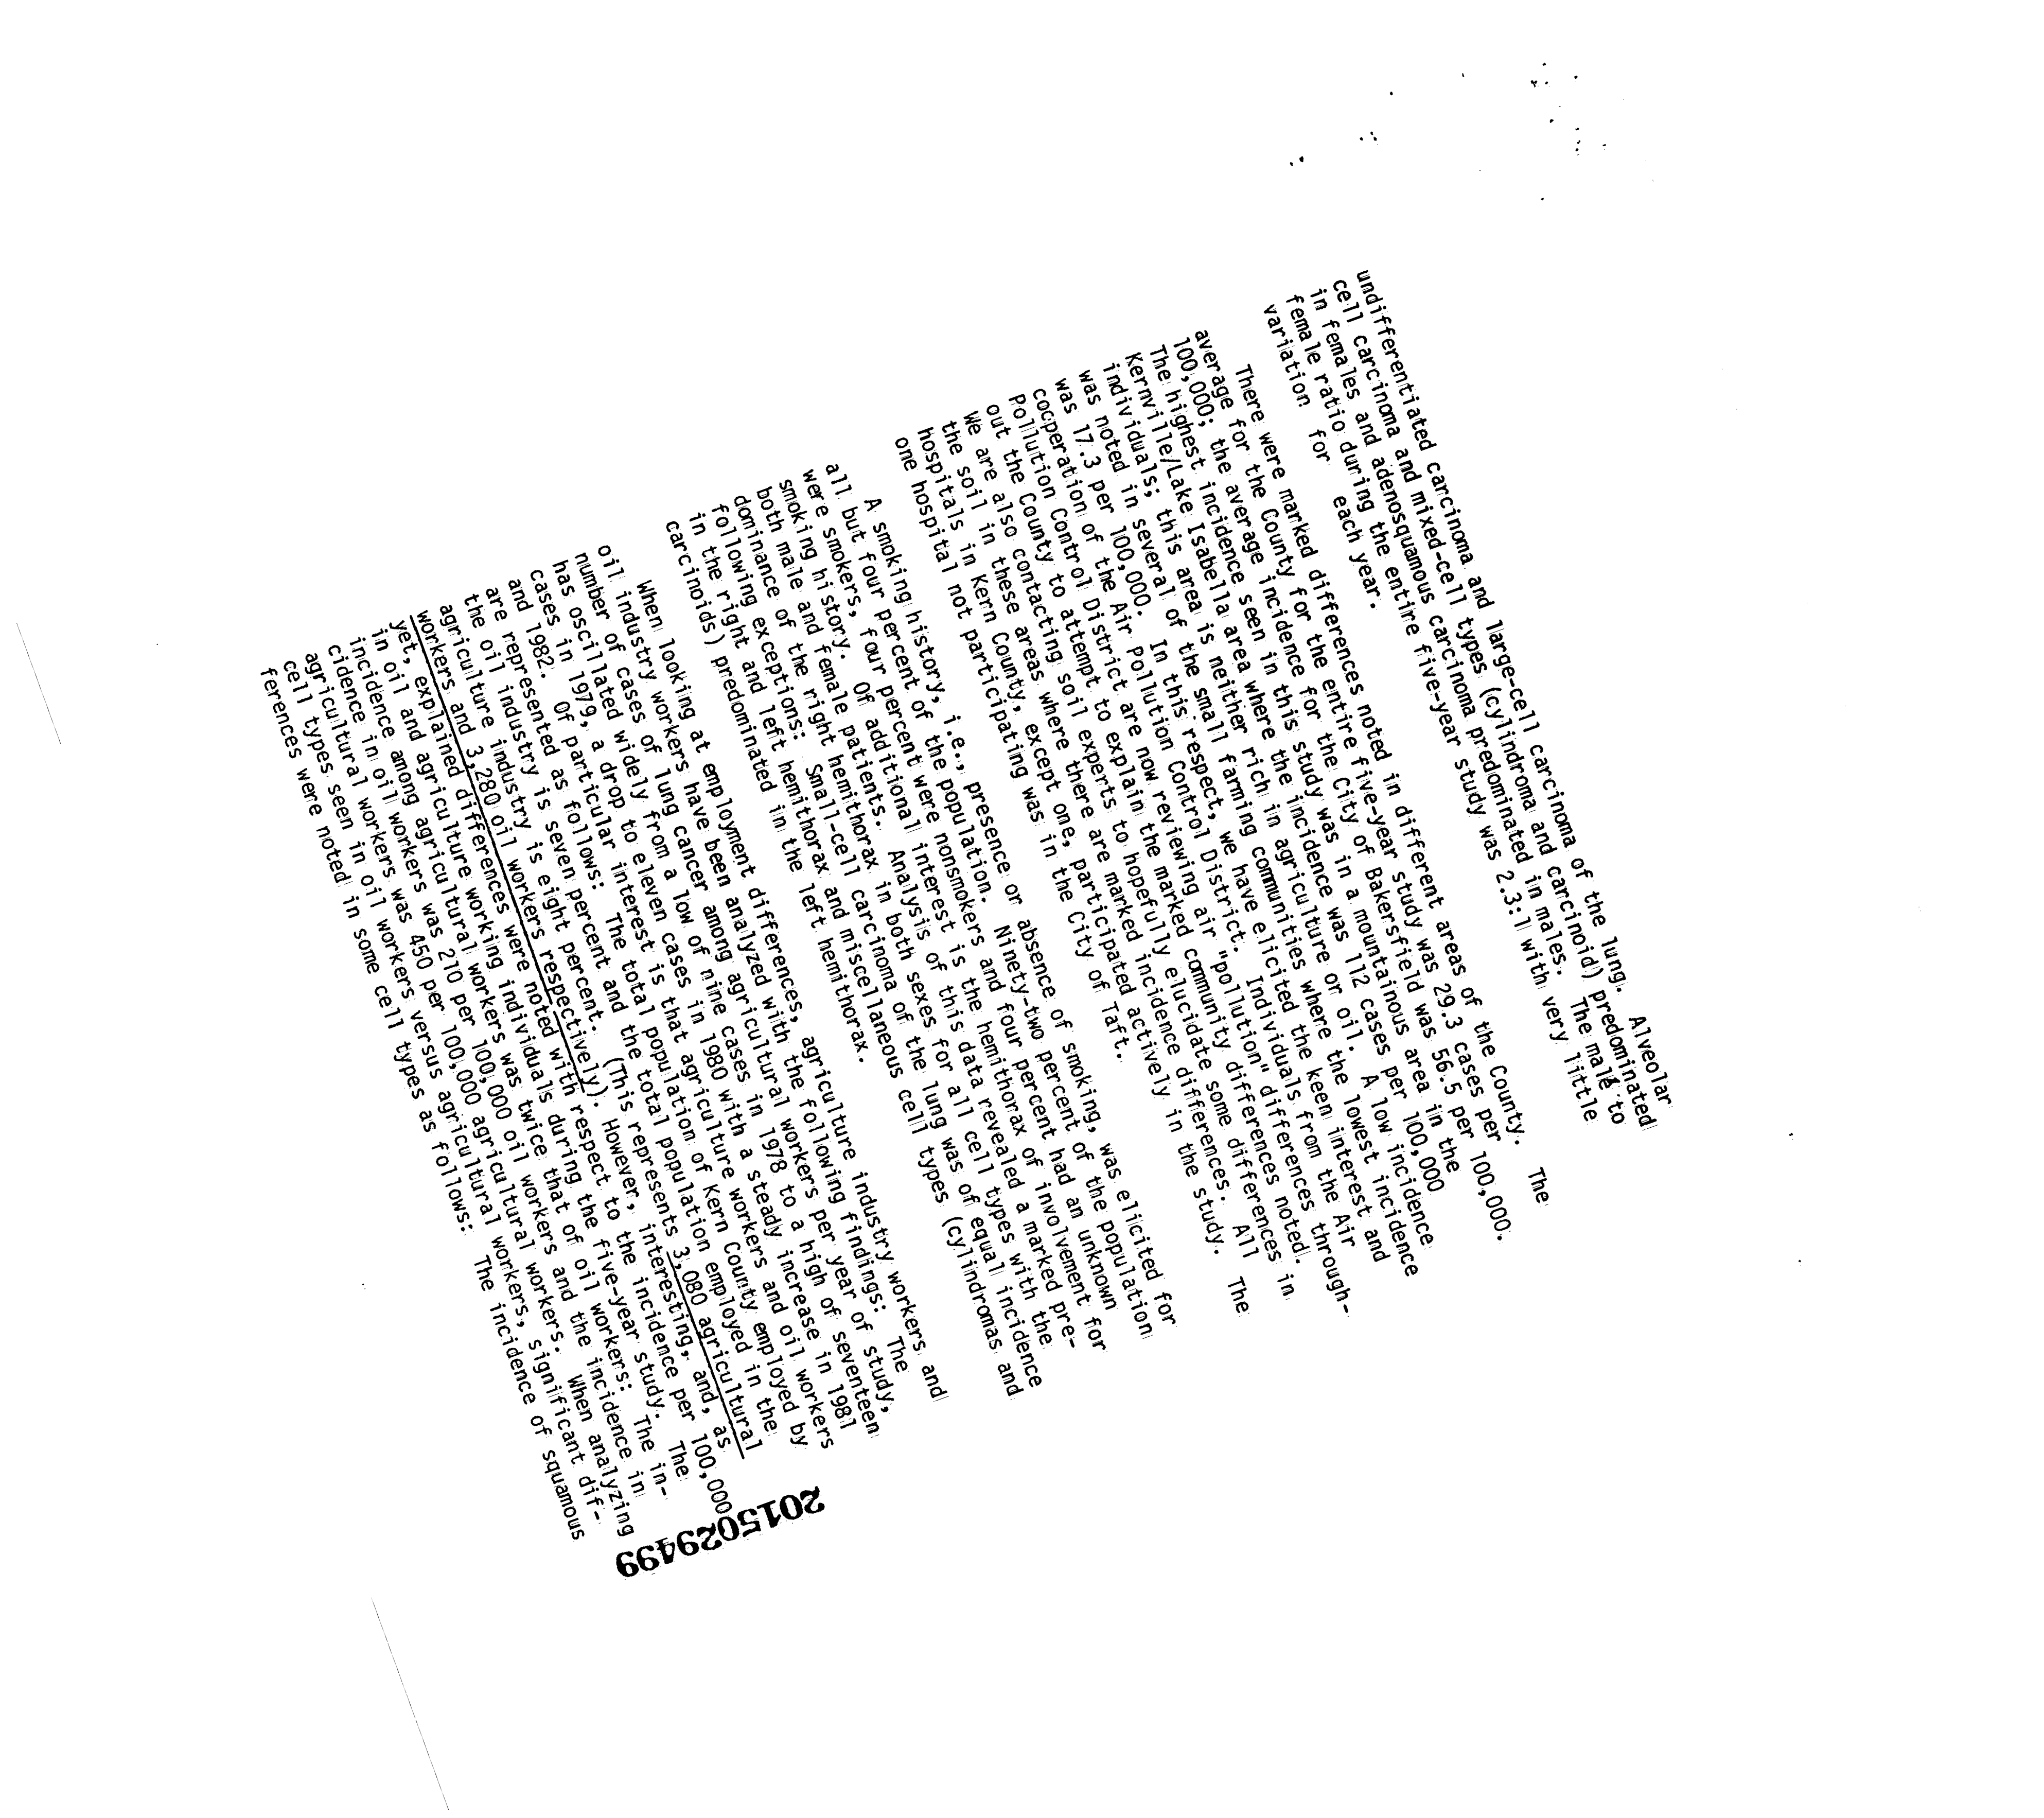 undifferentiated carcinoma and large-cell carcinoma of the lung. Alveolar
cell carcinoma and mixed-cell types (cylindroma and carcinoid) predominated
in females and adenosquamous carcinoma predominated in males. The male to
female ratio during the entire five-year study was 2.3:1 with very little
variation for each year.
There were marked differences noted in different areas of the County. The
average for the County for the entire five-year study was 29.3 cases per
100,000; the average incidence for the City of Bakersfield was 56.5 per 100,000.
The highest incidence seen in this study was in a mountainous area in the
Kernville/Lake Isabella area where the incidence was 112 cases per 100,000
individuals; this area is neither rich in agriculture or oil. A low incidence
was noted in several of the small farming communities where the lowest incidence
was 17.3 per 100,000. In this respect, we have elicited the keen interest and
cooperation of the Air Pollution Control District. Individuals from the Air
Pollution Control District are now reviewing air "pollution" differences through-
out the County to attempt to explain the marked community differences noted.
We are also contacting soil experts to hopefully elucidate some differences in
the soil in these areas where there are marked incidence differences. All
hospitals in Kern County, except one, participated actively in the study. The
one hospital not participating was in the City of Taft.
A smoking history, i.e., presence or absence of smoking, was elicited for
all but four percent of the population. Ninety-two percent of the population
were smokers, four percent were nonsmokers and four percent had an unknown
smoking history. Of additional interest is the hemithorax of involvement for
both male and female patients. Analysis of this data revealed a marked pre-
dominance of the right hemithorax in both sexes for all cell types with the
following exceptions: Small-cell carcinoma of the lung was of equal incidence
in the right and left hemithorax and miscellaneous cell types (cylindromas and
carcinoids) predominated in the left hemithorax.
When looking at employment differences, agriculture industry workers and
oil industry workers have been analyzed with the following findings: The
number of cases of lung cancer among agricultural workers per year of study,
has oscillated widely from a low of nine cases in 1978 to a high of seventeen
cases in 1979, a drop to eleven cases in 1980 with a steady increase in 1981
and 1982. Of particular interest is that agriculture workers and oil workers
are represented as follows: The total population of Kern County employed by
the oil industry is seven percent and the total population employed in the
agriculture industry is eight percent. (This represents 3,080 agricultural
workers and 3,280 oil workers respectively). However, interesting, and, as
yet, explained differences were noted with respect to the incidence per 100,000
in oil and agriculture working individuals during the five-year study. The
incidence among agricultural workers was twice that of oil workers: The in-
cidence in oil workers was 210 per 100,000 oil workers and the incidence in
agricultural workers was 450 per 100,000 agricultural workers. When analyzing
cell types seen in oil workers versus agricultural workers, significant dif-
ferences were noted in some cell types as follows: The incidence of squamous
2015029499